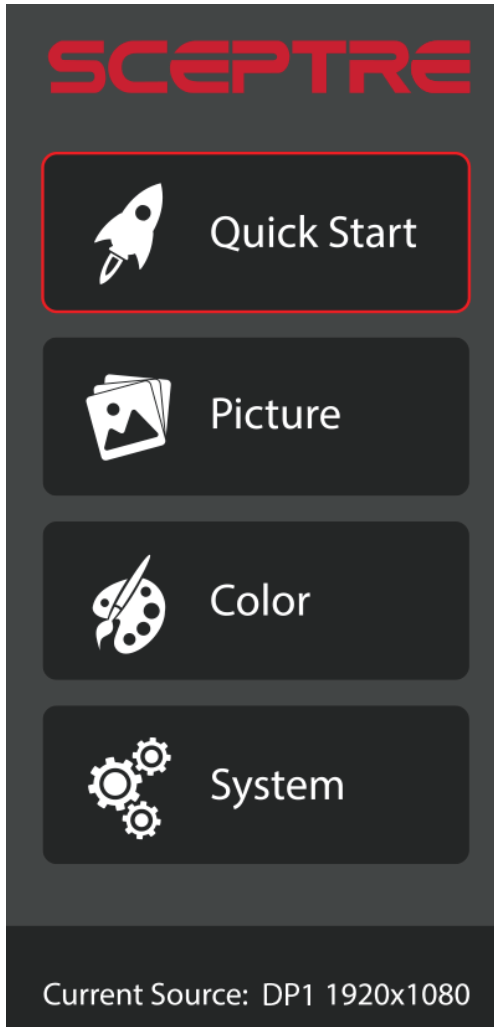 SCEPTRE
Quick Start
Picture
Color
System
Current Source: DP1 1920x1080